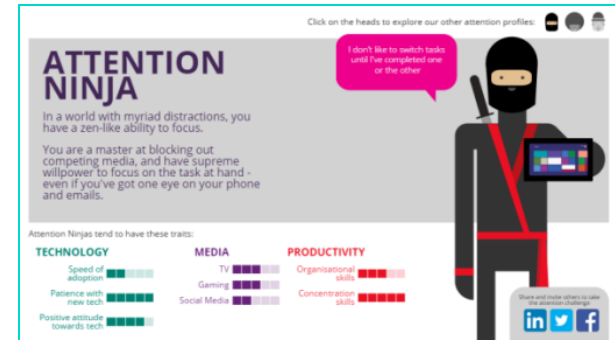 Click on the heads to explore our other attention profiles:
ATTENTION
NINJA
I don't like to switch tasks
until I've completed one
or the other
In a world with myriad distractions, you
have a zen-like ability to focus.
You are a master at blocking out
competing media, and have supreme
willpower to focus on the task at hand -
even if you've got one eye on your phone
and emails.
Attention Ninjas tend to have these traits:
TECHNOLOGY
Speed of
adoption
Patience with
new tech
Positive attitude
towards tech
MEDIA
TV
Gaming
Social Media
PRODUCTIVITY
Organisational
skills
Concentration
skills
Share and invite others to take
the attention challenge
in
f